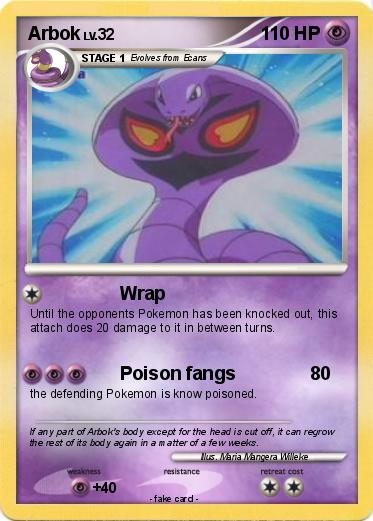 Arbok LV.32 110 HP
STAGE 1 Evolves from Ecans
Wrap
Until the opponents Pokemon has been knocked out, this
attach does 20 damage to it in between turns.
Poison fangs 80
the defending Pokemon is know poisoned.
If any part of Arbok's body except for the head is cut off, it can regrow
the rest of its body again in a matter of a few weeks.
Illus. Maria Mangera Willeke
weakness resistance retreat cost
+40
- fake card -